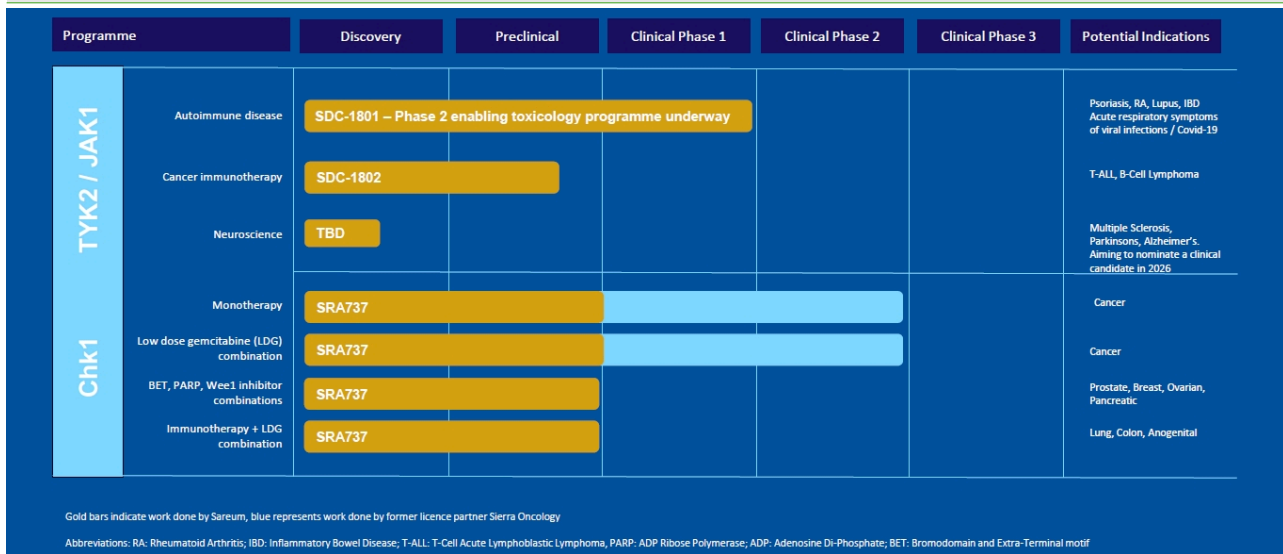 Programme Discovery Preclinical Clinical Phase 1 Clinical Phase 2 Clinical Phase 3 Potential Indications
TYK2 / JAK1
Autoimmune disease
SDC-1801 – Phase 2 enabling toxicology programme underway
Psoriasis, RA, Lupus, IBD
Acute respiratory symptoms
of viral infections / Covid-19
Cancer immunotherapy
SDC-1802
T-ALL, B-Cell Lymphoma
Neuroscience
TBD
Multiple Sclerosis,
Parkinsons, Alzheimer's.
Aiming to nominate a clinical
candidate in 2026
Chk1
Monotherapy
SRA737
Cancer
Low dose gemcitabine (LDG)
combination
SRA737
Cancer
BET, PARP, Wee1 inhibitor
combinations
SRA737
Prostate, Breast, Ovarian,
Pancreatic
Immunotherapy + LDG
combination
SRA737
Lung, Colon, Anogenital
Gold bars indicate work done by Sareum, blue represents work done by former licence partner Sierra Oncology
Abbreviations: RA: Rheumatoid Arthritis; IBD: Inflammatory Bowel Disease; T-ALL: T-Cell Acute Lymphoblastic Lymphoma, PARP: ADP Ribose Polymerase; ADP: Adenosine Di-Phosphate; BET: Bromodomain and Extra-Terminal motif